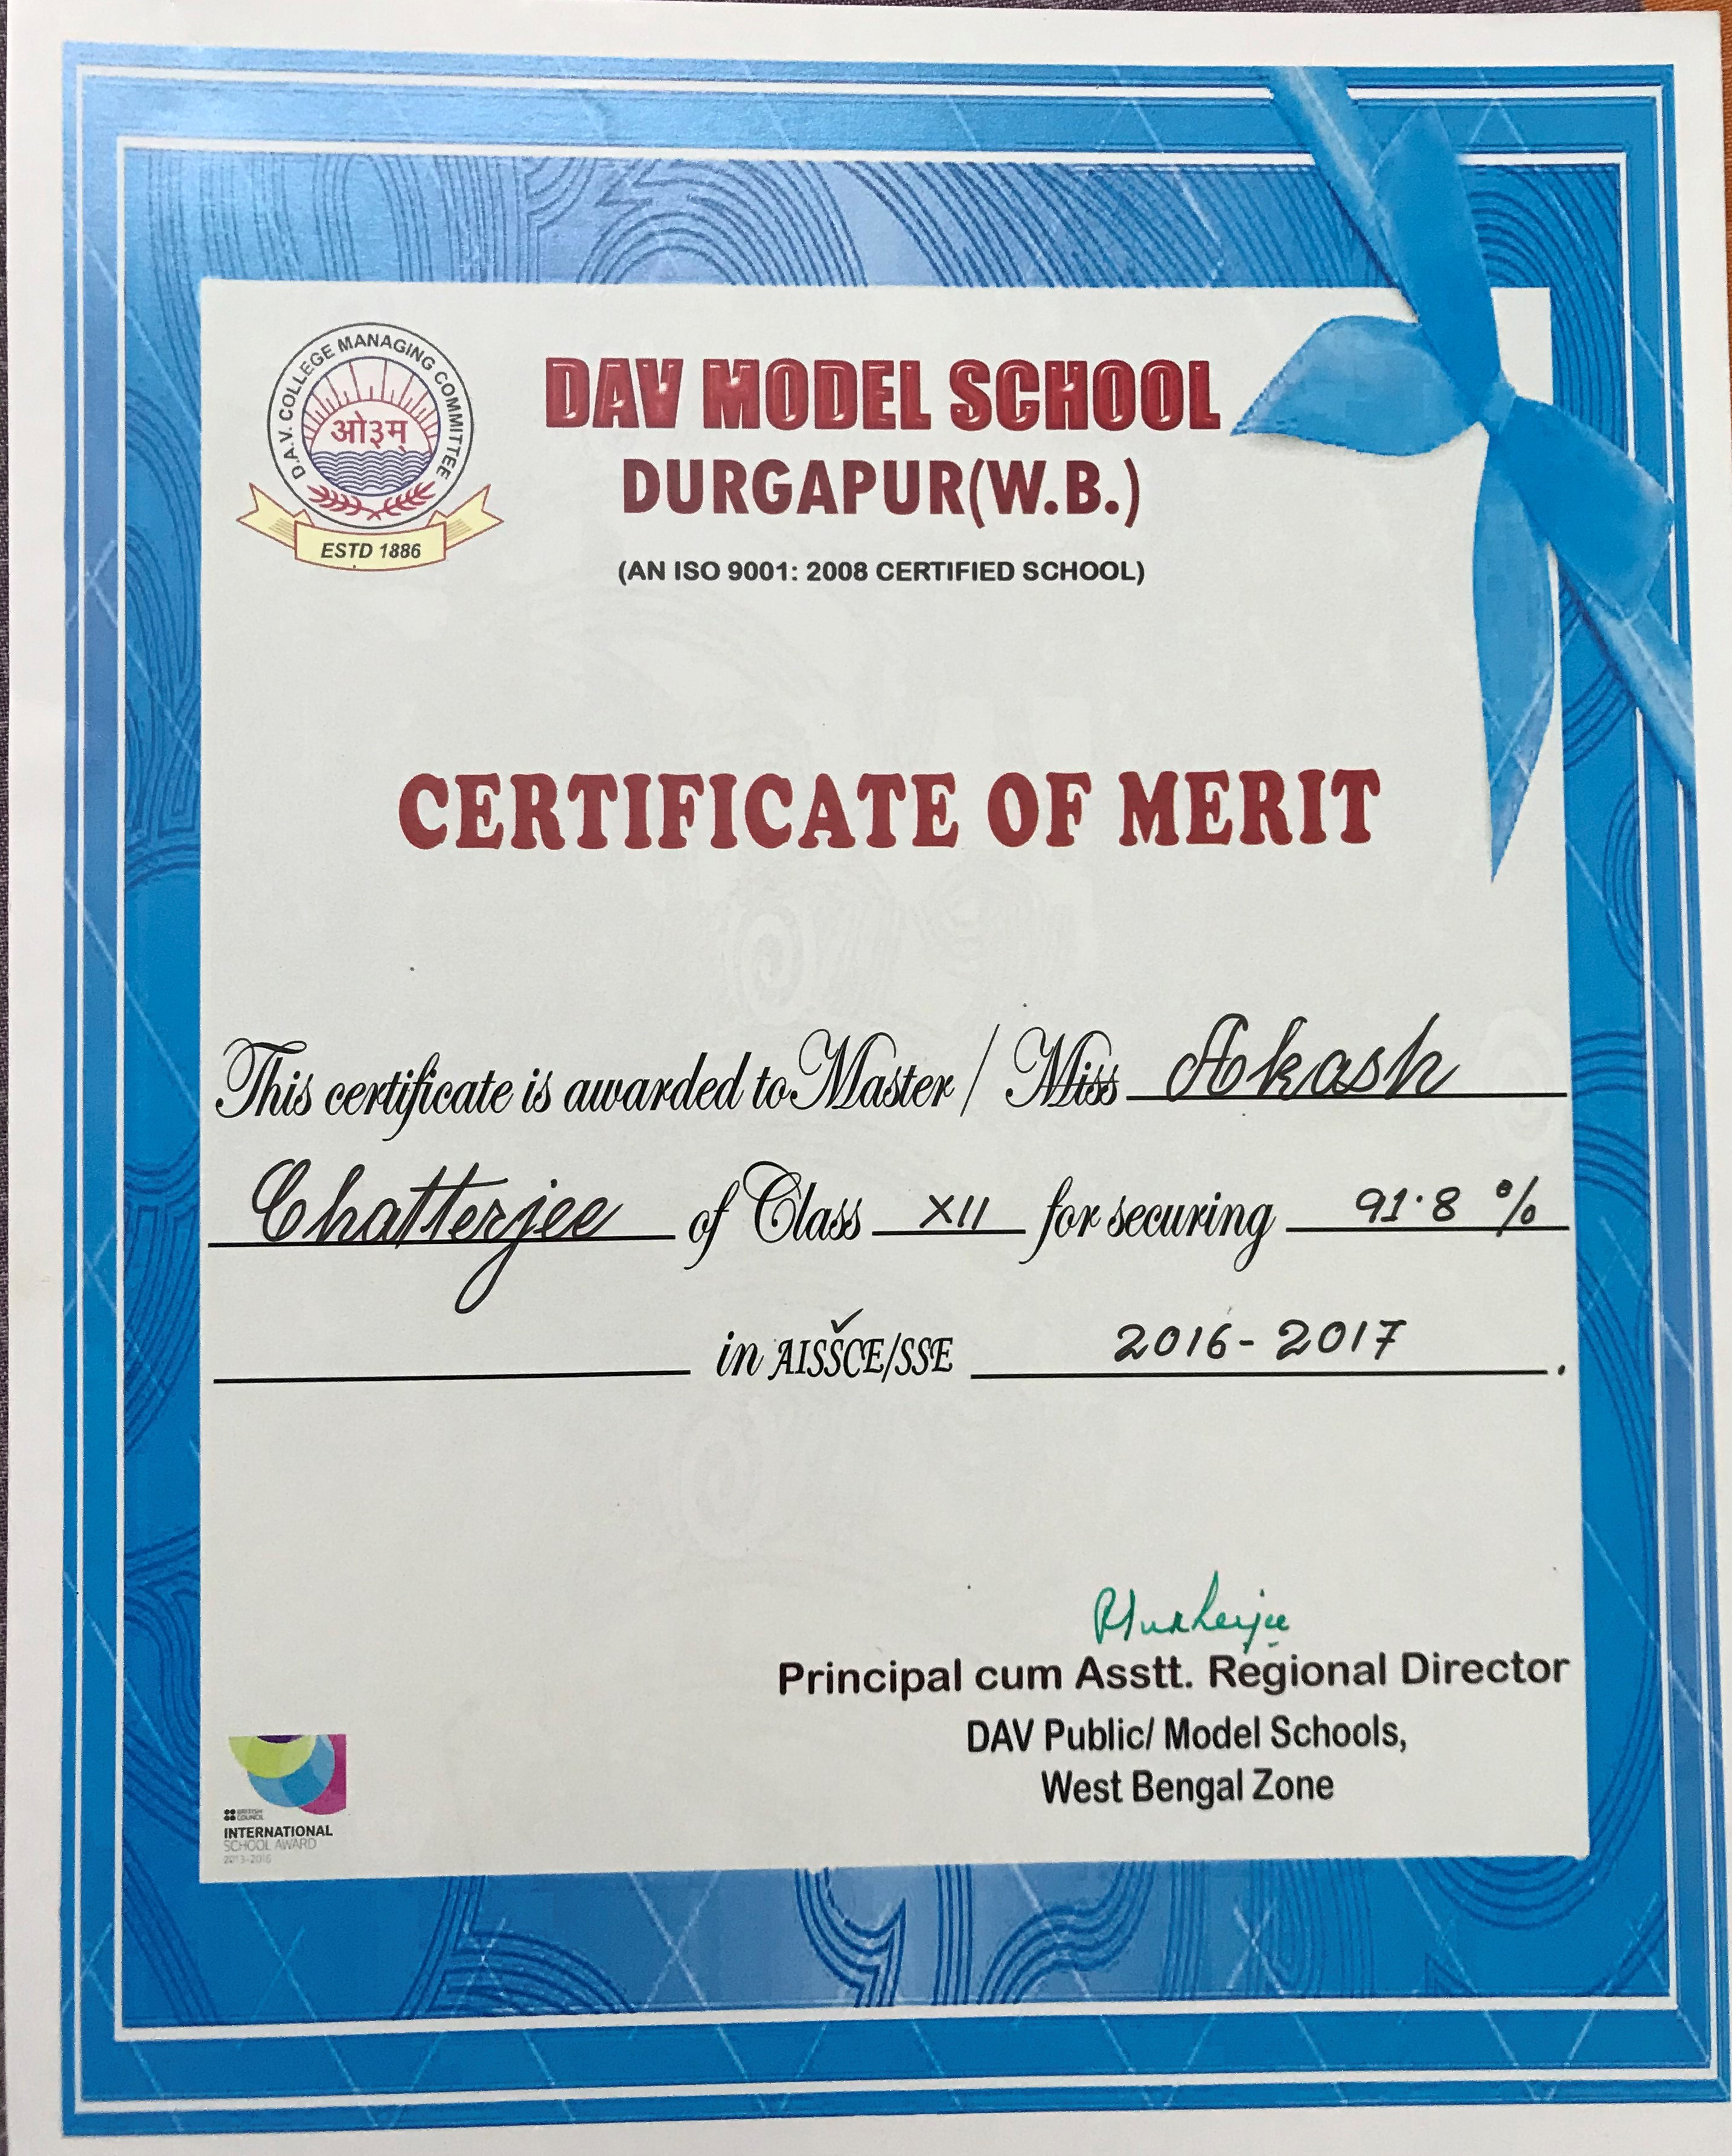 D.A.V. COLLEGE MANAGING COMMITTEE
ओ३म्
ESTD 1886
DAV MODEL SCHOOL
DURGAPUR(W.B.)
(AN ISO 9001: 2008 CERTIFIED SCHOOL)
CERTIFICATE OF MERIT
This certificate is awarded to Master / Miss Akash
Chatterjee of Class XII for securing 91.8 %
in AISSCE/SSE 2016-2017.
Principal cum Asstt. Regional Director
DAV Public/ Model Schools,
West Bengal Zone
BRITISH
COUNCIL
INTERNATIONAL
SCHOOL AWARD
2013-2016